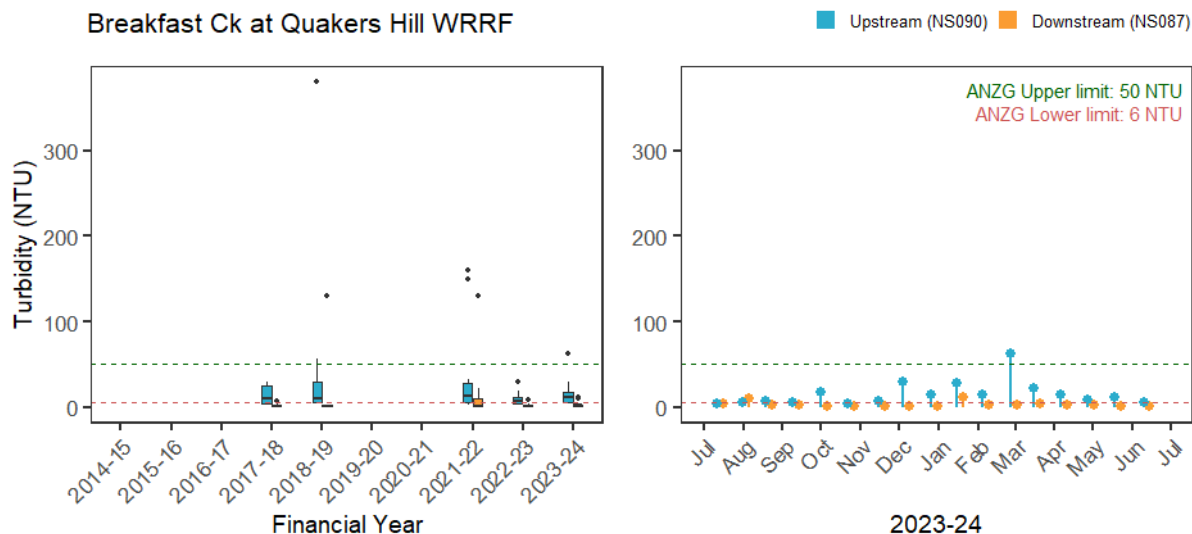 Breakfast Ck at Quakers Hill WRRF
Upstream (NS090) Downstream (NS087)
Turbidity (NTU)
300
200
100
0
2014-15 2015-16 2016-17 2017-18 2018-19 2019-20 2020-21 2021-22 2022-23 2023-24
Financial Year
ANZG Upper limit: 50 NTU
ANZG Lower limit: 6 NTU
300
200
100
0
Jul Aug Sep Oct Nov Dec Jan Feb Mar Apr May Jun Jul
2023-24